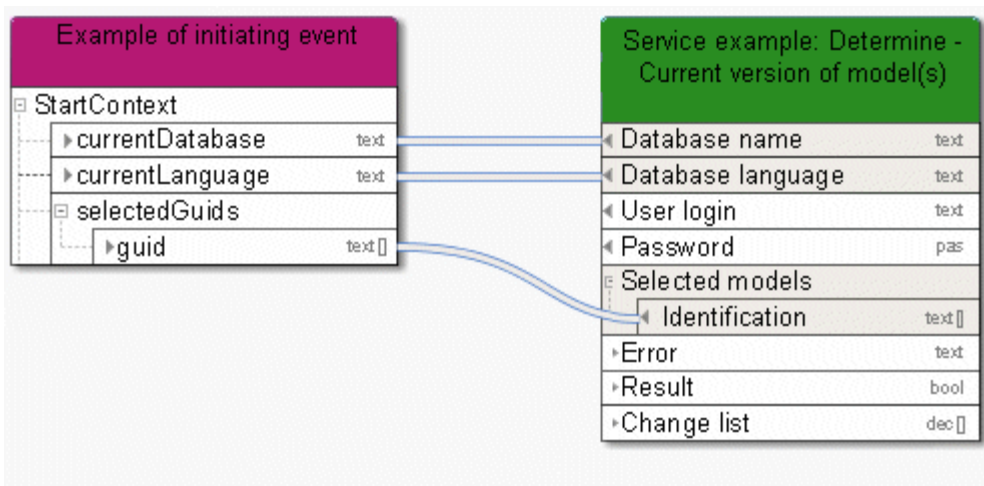 Example of initiating event
StartContext
currentDatabase text
currentLanguage text
selectedGuids
guid text []
Service example: Determine -
Current version of model(s)
Database name text
Database language text
User login text
Password pas
Selected models
Identification text []
Error text
Result bool
Change list dec []